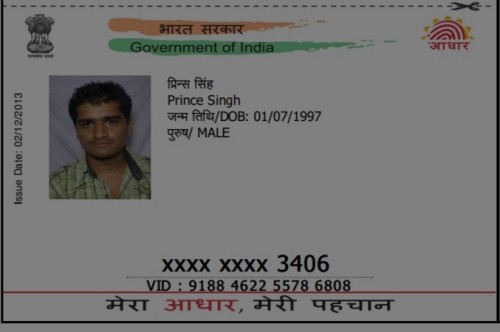 भारत सरकार
Government of India
आधार
Issue Date: 02/12/2013
प्रिन्स सिंह
Prince Singh
जन्म तिथि/DOB: 01/07/1997
पुरुष/ MALE
xxxx xxxx 3406
VID : 9188 4622 5578 6808
मेरा आधार, मेरी पहचान